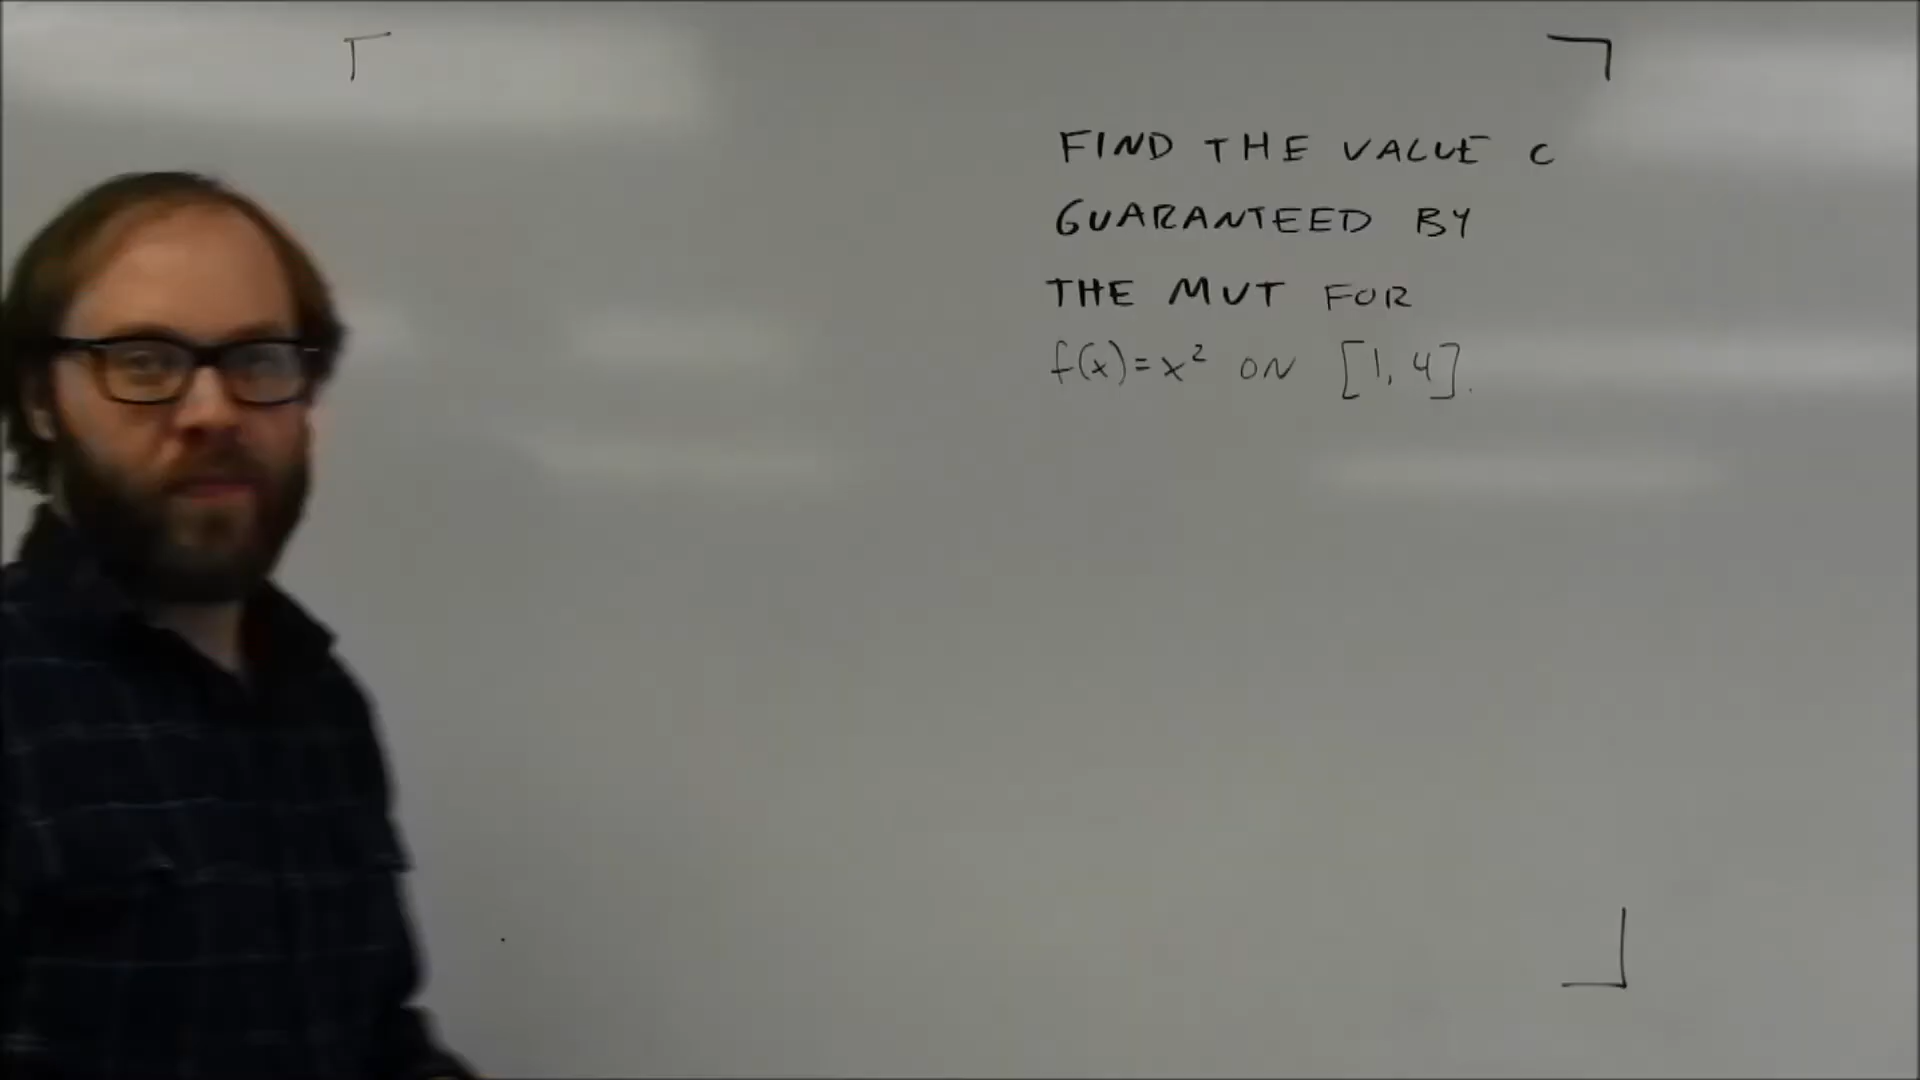 FIND THE VALUE C
GUARANTEED BY
THE MVT FOR
f(x)=x² ON [1, 4].